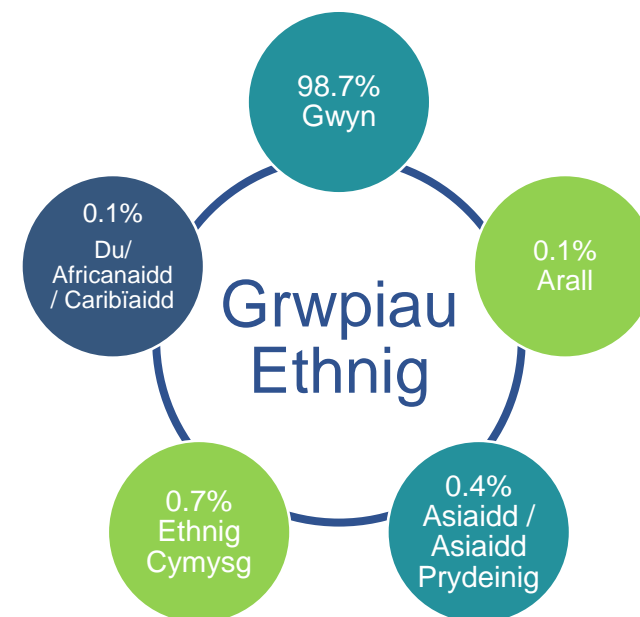 98.7%
Gwyn
0.1%
Arall
0.4%
Asiaidd /
Asiaidd
Prydeinig
0.7%
Ethnig
Cymysg
0.1%
Du/
Africanaidd
/ Caribïaidd
Grwpiau
Ethnig